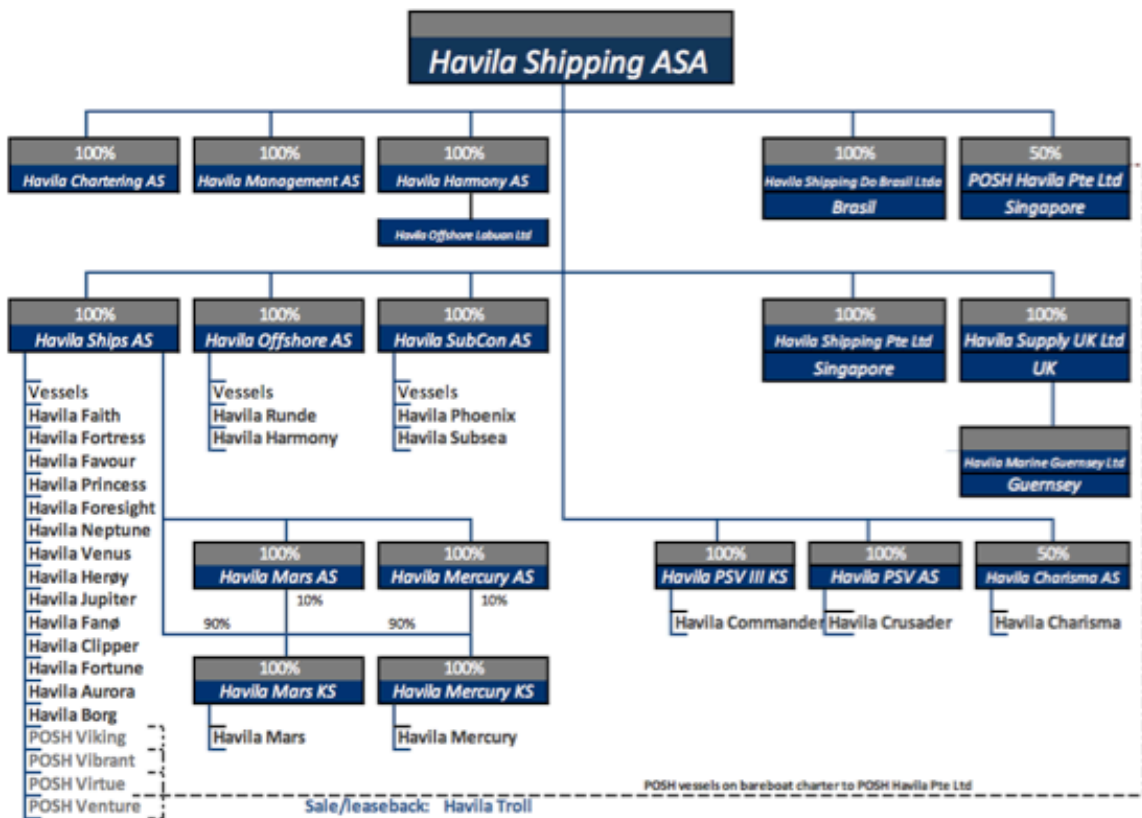 Havila Shipping ASA
100%
Havila Chartering AS
100%
Havila Management AS
100%
Havila Harmony AS
Havila Offshore Labuan Ltd
100%
Havila Shipping Do Brasil Ltda
Brasil
50%
POSH Havila Pte Ltd
Singapore
100%
Havila Ships AS
100%
Havila Offshore AS
100%
Havila SubCon AS
100%
Havila Shipping Pte Ltd
Singapore
100%
Havila Supply UK Ltd
UK
Havila Marine Guernsey Ltd
Guernsey
Vessels
Havila Faith
Havila Fortress
Havila Favour
Havila Princess
Havila Foresight
Havila Neptune
Havila Venus
Havila Herøy
Havila Jupiter
Havila Fanø
Havila Clipper
Havila Fortune
Havila Aurora
Havila Borg
POSH Viking
POSH Vibrant
POSH Virtue
POSH Venture
Vessels
Havila Runde
Havila Harmony
Vessels
Havila Phoenix
Havila Subsea
100%
Havila Mars AS
100%
Havila Mercury AS
10%
10%
90%
90%
100%
Havila Mars KS
100%
Havila Mercury KS
Havila Mars
Havila Mercury
100%
Havila PSV III KS
100%
Havila PSV AS
50%
Havila Charisma AS
Havila Commander
Havila Crusader
Havila Charisma
POSH vessels on bareboat charter to POSH Havila Pte Ltd
Sale/leaseback: Havila Troll